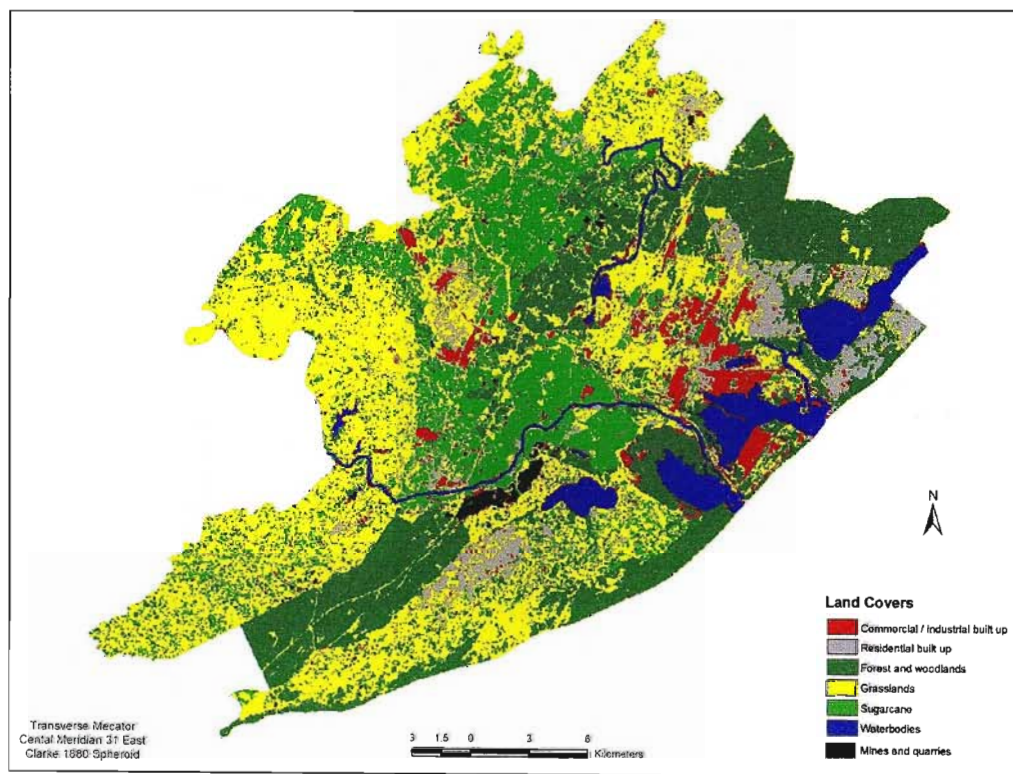 N
Land Covers
Commercial / industrial built up
Residential built up
Forest and woodlands
Grasslands
Sugarcane
Waterbodies
Mines and quarries
Transverse Mecator
Cental Meridian 31 East
Clarke 1880 Spheroid
3 1.5 0 3 6
Kilometers